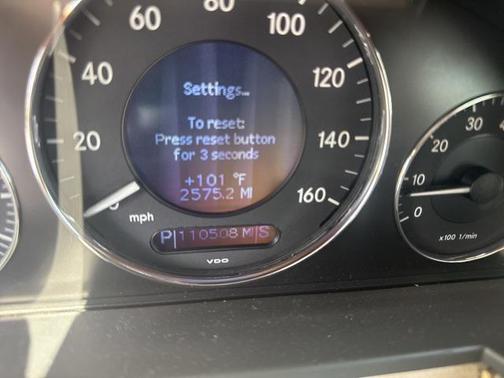 60
80
100
40
120
20
140
0
160
mph
Settings...
To reset:
Press reset button
for 3 seconds
+101 °F
2575.2 MI
P 110508 M S
VDO
40
30
20
10
0
x100 1/min